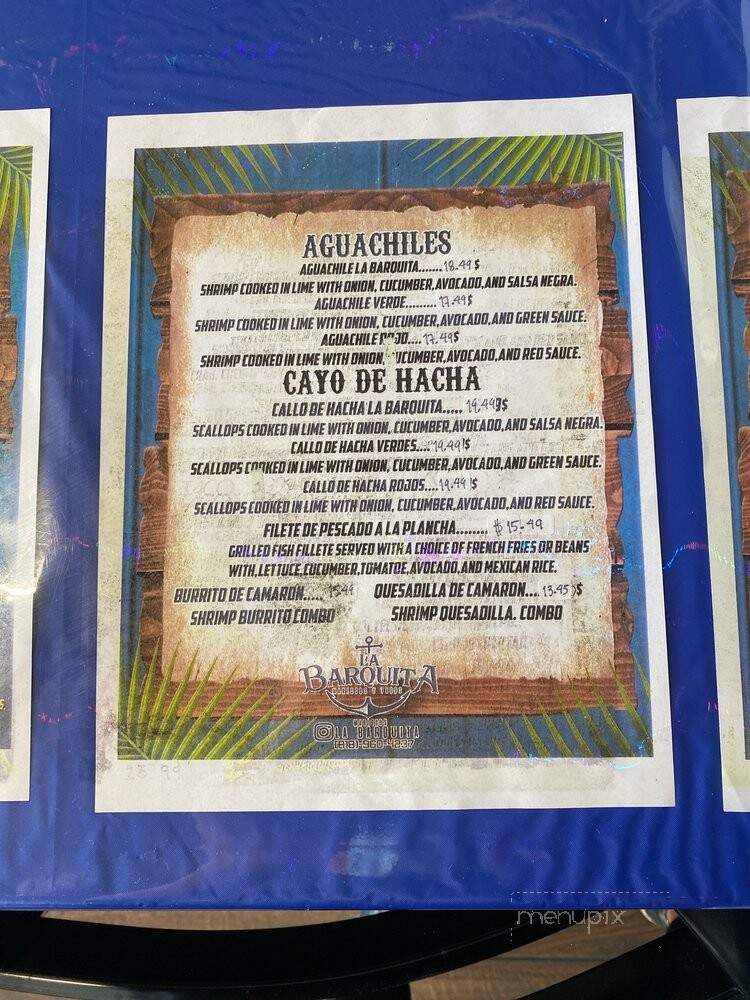 AGUACHILES
AGUACHILE LA BARQUITA.......18.49$
SHRIMP COOKED IN LIME WITH ONION, CUCUMBER,AVOCADO,AND SALSA NEGRA.
AGUACHILE VERDE.........17.49$
SHRIMP COOKED IN LIME WITH ONION, CUCUMBER,AVOCADO,AND GREEN SAUCE.
AGUACHILE ....17.49$
SHRIMP COOKED IN LIME WITH ONION, CUCUMBER,AVOCADO,AND RED SAUCE.
CAYO DE HACHA
CALLO DE HACHA LA BARQUITA..... 19.49$
SCALLOPS COOKED IN LIME WITH ONION, CUCUMBER,AVOCADO,AND SALSA NEGRA.
CALLO DE HACHA VERDES....19.49$
SCALLOPS COOKED IN LIME WITH ONION, CUCUMBER,AVOCADO,AND GREEN SAUCE.
CALLO DE HACHA ROJOS....19.49$
SCALLOPS COOKED IN LIME WITH ONION, CUCUMBER,AVOCADO,AND RED SAUCE.
FILETE DE PESCADO A LA PLANCHA......... $15.49
GRILLED FISH FILLETE SERVED WITH A CHOICE OF FRENCH FRIES OR BEANS
WITH,LETTUCE,CUCUMBER,TOMATOE,AVOCADO,AND MEXICAN RICE.
BURRITO DE CAMARON..... QUESADILLA DE CAMARON....13.45$
SHRIMP BURRITO COMBO SHRIMP QUESADILLA. COMBO
LA
BARQUITA
MARISCOS
LA BARQUITA
(818)-960-4237
menupix